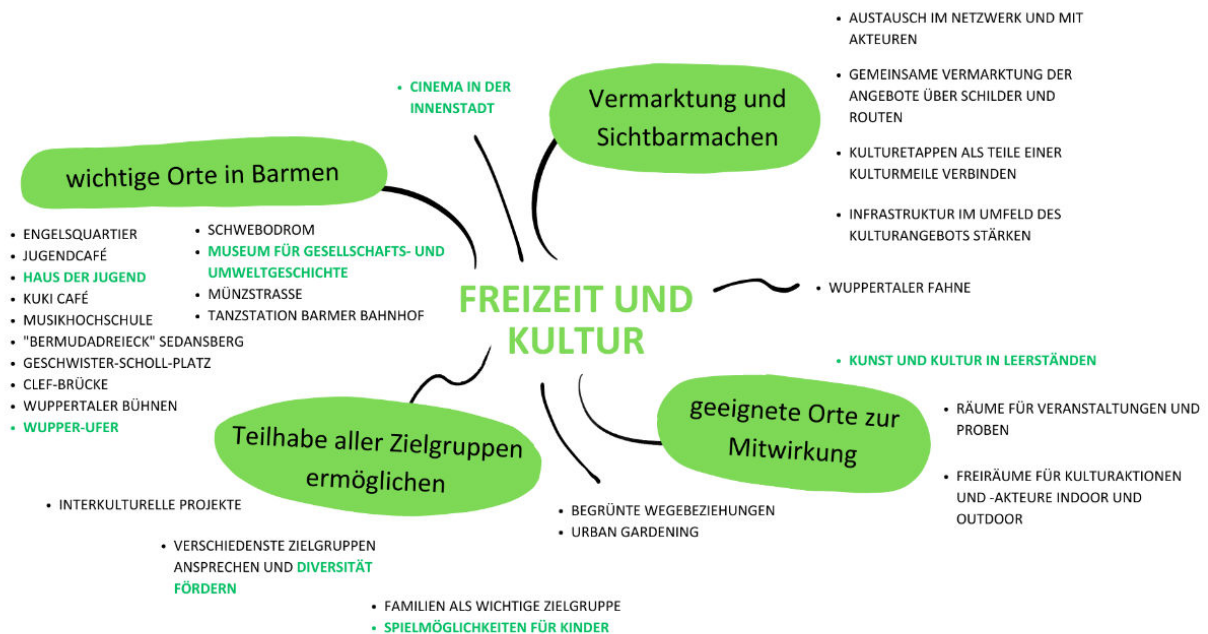 FREIZEIT UND
KULTUR
CINEMA IN DER
INNENSTADT
Vermarktung und
Sichtbarmachen
AUSTAUSCH IM NETZWERK UND MIT
AKTEUREN
GEMEINSAME VERMARKTUNG DER
ANGEBOTE ÜBER SCHILDER UND
ROUTEN
KULTURETAPPEN ALS TEILE EINER
KULTURMEILE VERBINDEN
INFRASTRUKTUR IM UMFELD DES
KULTURANGEBOTS STÄRKEN
WUPPERTALER FAHNE
wichtige Orte in Barmen
ENGELSQUARTIER
JUGENDCAFÉ
HAUS DER JUGEND
KUKI CAFÉ
MUSIKHOCHSCHULE
"BERMUDADREIECK" SEDANSBERG
GESCHWISTER-SCHOLL-PLATZ
CLEF-BRÜCKE
WUPPERTALER BÜHNEN
WUPPER-UFER
SCHWEBODROM
MUSEUM FÜR GESELLSCHAFTS- UND
UMWELTGESCHICHTE
MÜNZSTRASSE
TANZSTATION BARMER BAHNHOF
geeignete Orte zur
Mitwirkung
KUNST UND KULTUR IN LEERSTÄNDEN
RÄUME FÜR VERANSTALTUNGEN UND
PROBEN
FREIRÄUME FÜR KULTURAKTIONEN
UND -AKTEURE INDOOR UND
OUTDOOR
Teilhabe aller Zielgruppen
ermöglichen
INTERKULTURELLE PROJEKTE
VERSCHIEDENSTE ZIELGRUPPEN
ANSPRECHEN UND DIVERSITÄT
FÖRDERN
FAMILIEN ALS WICHTIGE ZIELGRUPPE
SPIELMÖGLICHKEITEN FÜR KINDER
BEGRÜNTE WEGEBEZIEHUNGEN
URBAN GARDENING